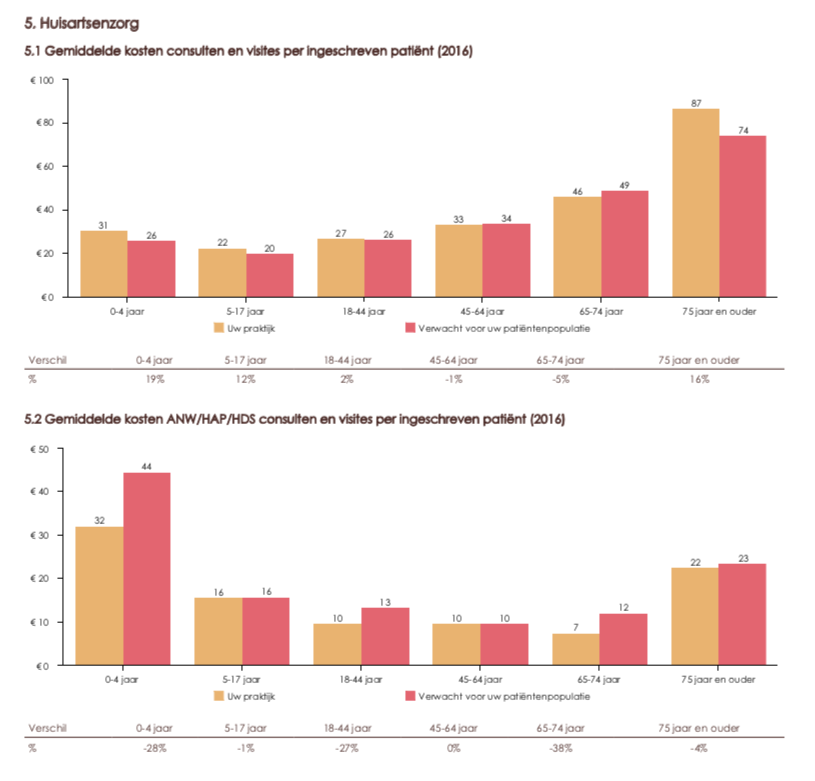 5. Huisartsenzorg
5.1 Gemiddelde kosten consulten en visites per ingeschreven patiënt (2016)
€ 100
€ 80
€ 60
€ 40
€ 20
€ 0
31 26 22 20 27 26 33 34 46 49 87 74
0-4 jaar 5-17 jaar 18-44 jaar 45-64 jaar 65-74 jaar 75 jaar en ouder
Uw praktijk Verwacht voor uw patiëntenpopulatie
Verschil 0-4 jaar 5-17 jaar 18-44 jaar 45-64 jaar 65-74 jaar 75 jaar en ouder
% 19% 12% 2% -1% -5% 16%
5.2 Gemiddelde kosten ANW/HAP/HDS consulten en visites per ingeschreven patiënt (2016)
€ 50
€ 40
€ 30
€ 20
€ 10
€ 0
32 44 16 16 10 13 10 10 7 12 22 23
0-4 jaar 5-17 jaar 18-44 jaar 45-64 jaar 65-74 jaar 75 jaar en ouder
Uw praktijk Verwacht voor uw patiëntenpopulatie
Verschil 0-4 jaar 5-17 jaar 18-44 jaar 45-64 jaar 65-74 jaar 75 jaar en ouder
% -28% -1% -27% 0% -38% -4%